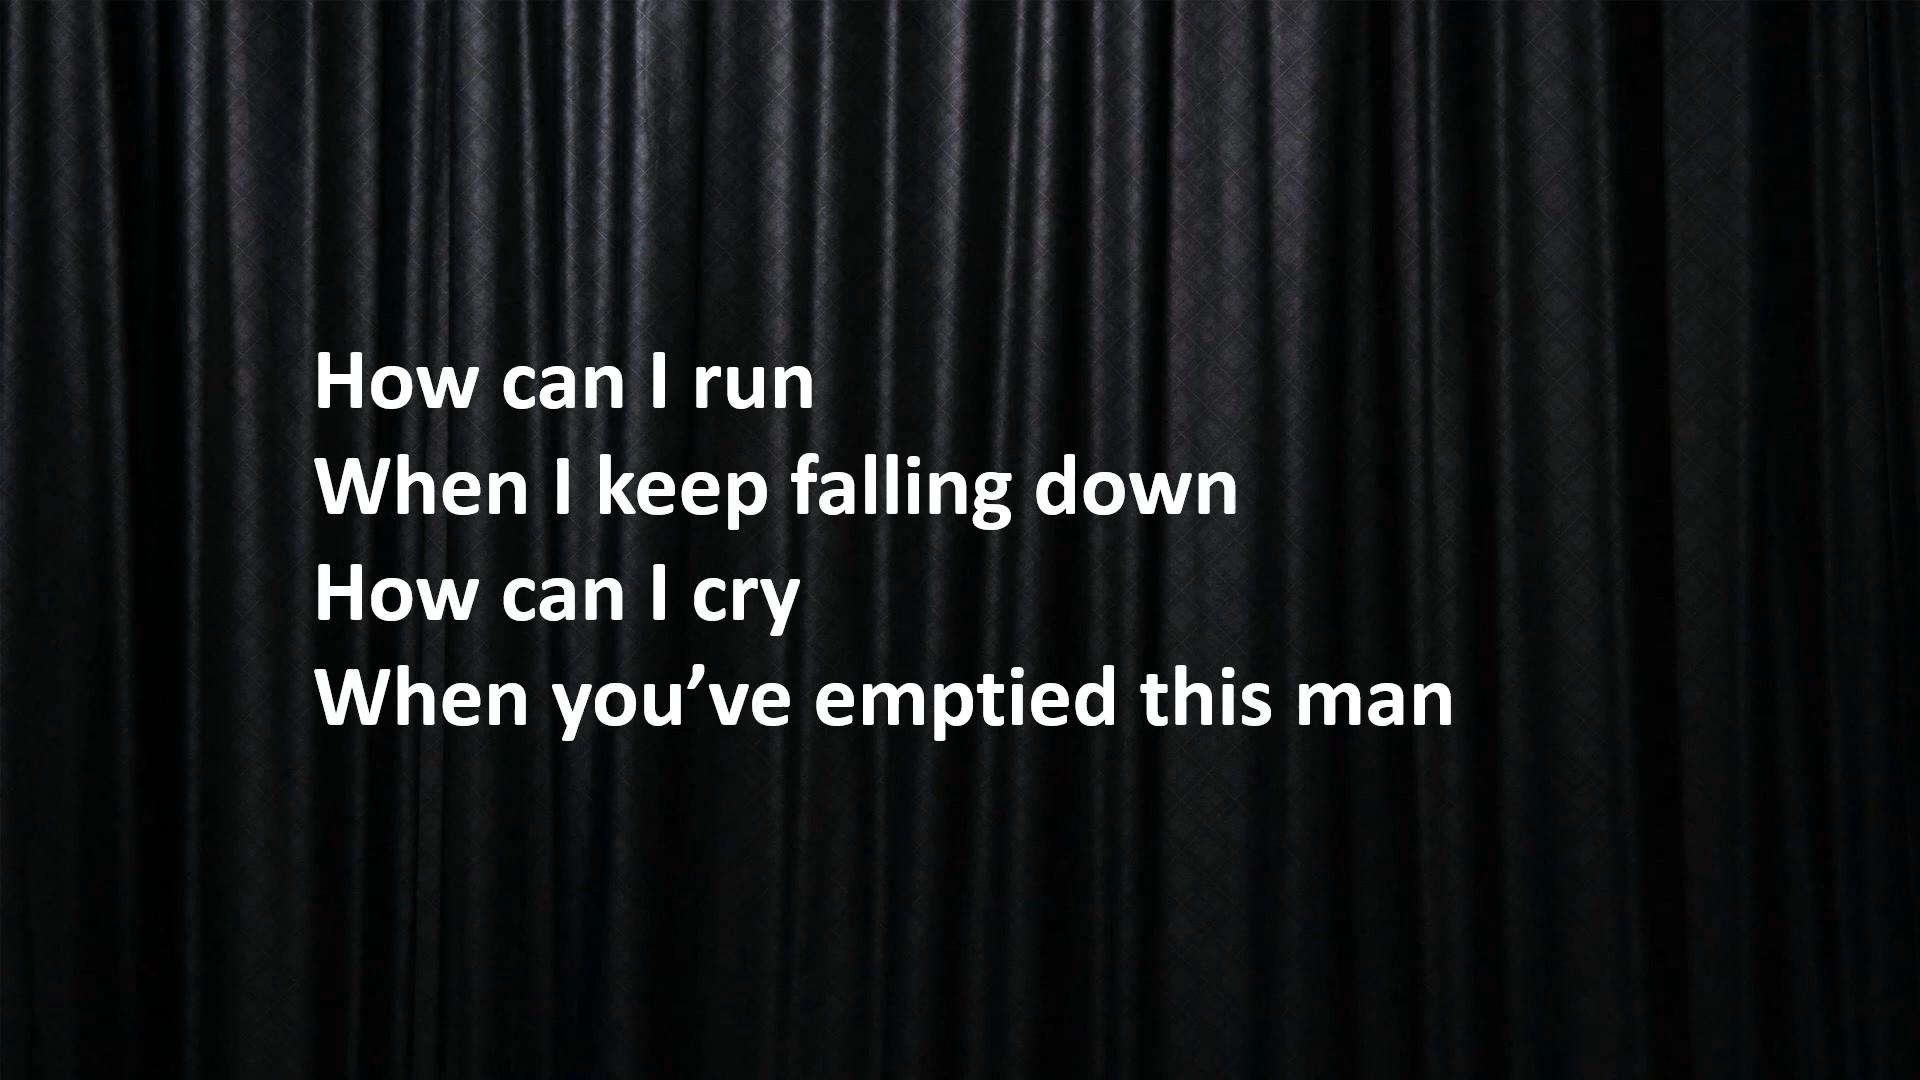 How can I run
When I keep falling down
How can I cry
When you’ve emptied this man